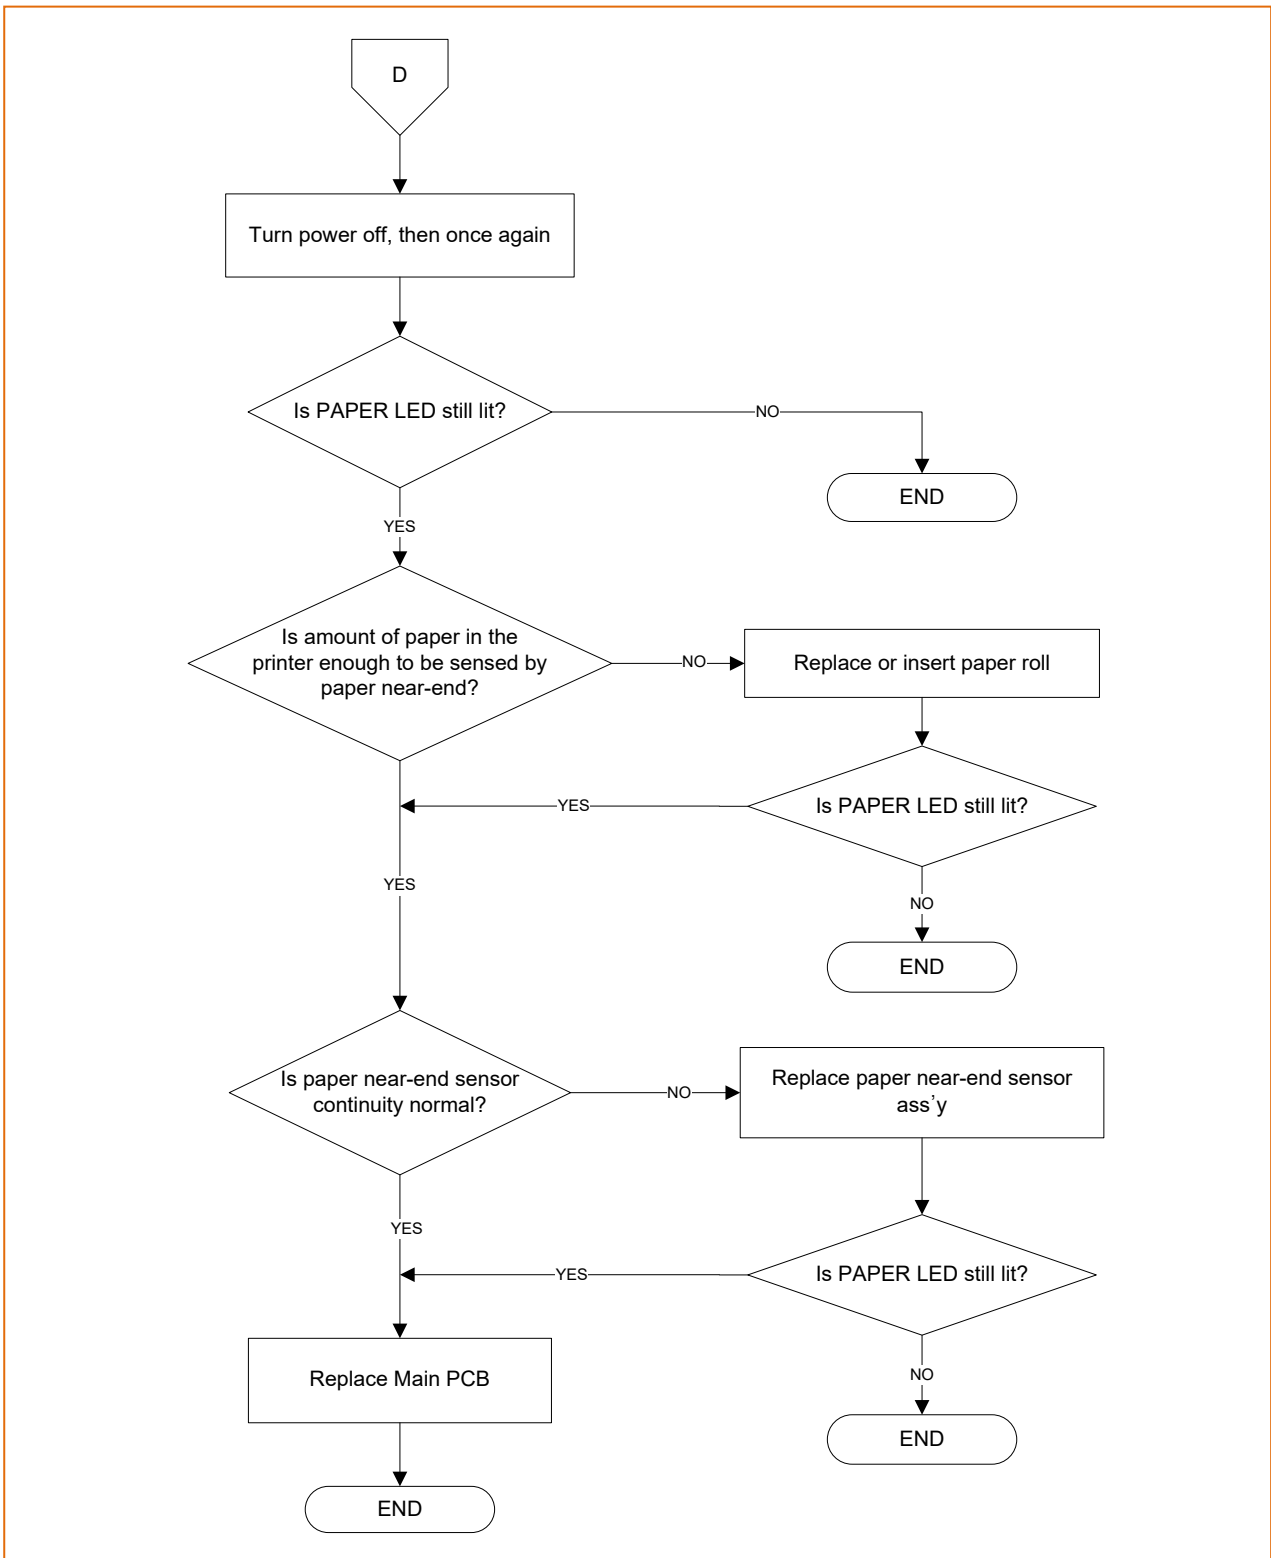 D
Turn power off, then once again
Is PAPER LED still lit?
NO
END
YES
Is amount of paper in the
printer enough to be sensed by
paper near-end?
NO
Replace or insert paper roll
Is PAPER LED still lit?
YES
YES
NO
END
Is paper near-end sensor
continuity normal?
NO
Replace paper near-end sensor
ass’y
YES
Is PAPER LED still lit?
YES
NO
Replace Main PCB
END
END